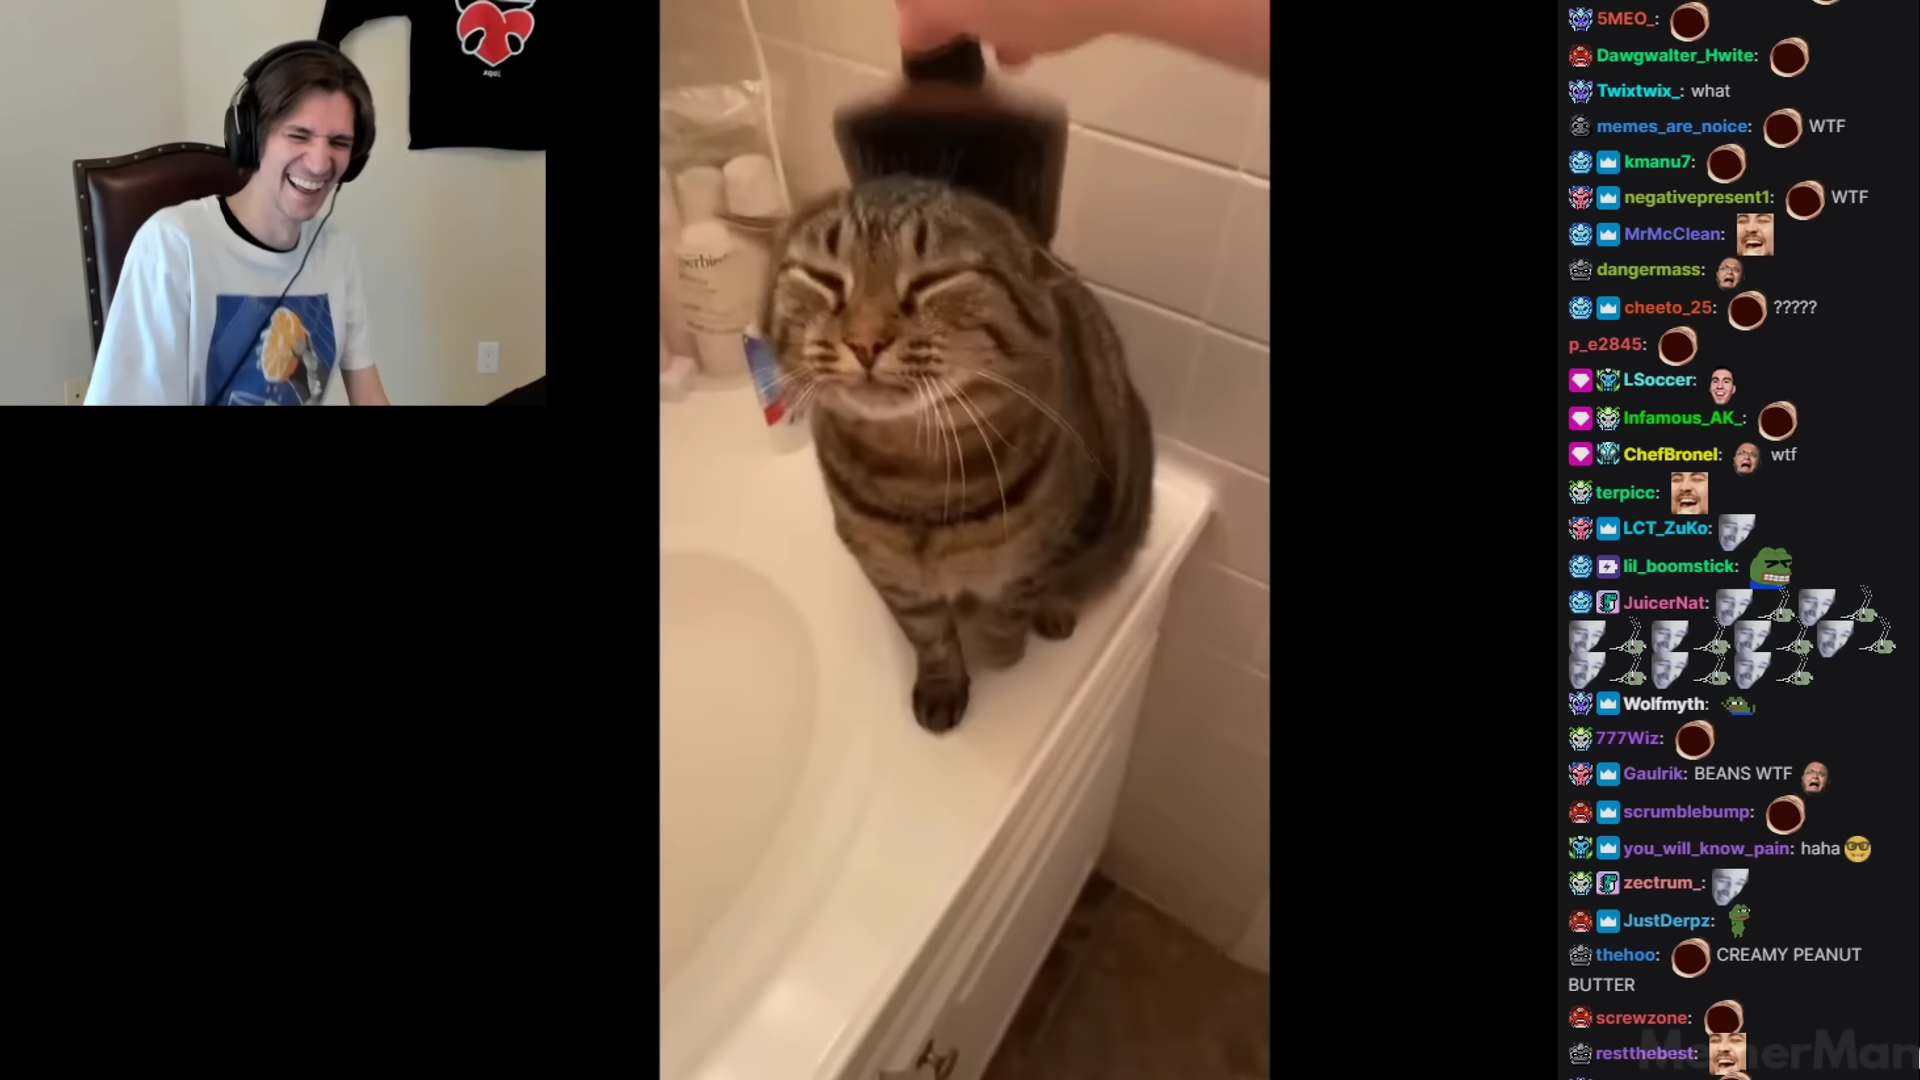 5MEO_:
Dawgwalter_Hwite:
Twixtwix_: what
memes_are_noice: WTF
kmanu7:
negativepresent1: WTF
MrMcClean:
dangermass:
cheeto_25: ?????
p_e2845:
LSoccer:
Infamous_AK_:
ChefBronel: wtf
terpicc:
LCT_ZuKo:
lil_boomstick:
JuicerNat:
Wolfmyth:
777Wiz:
Gaulrik: BEANS WTF
scrumblebump:
you_will_know_pain: haha
zectrum_:
JustDerpz:
thehoo: CREAMY PEANUT
BUTTER
screwzone:
restthebest: